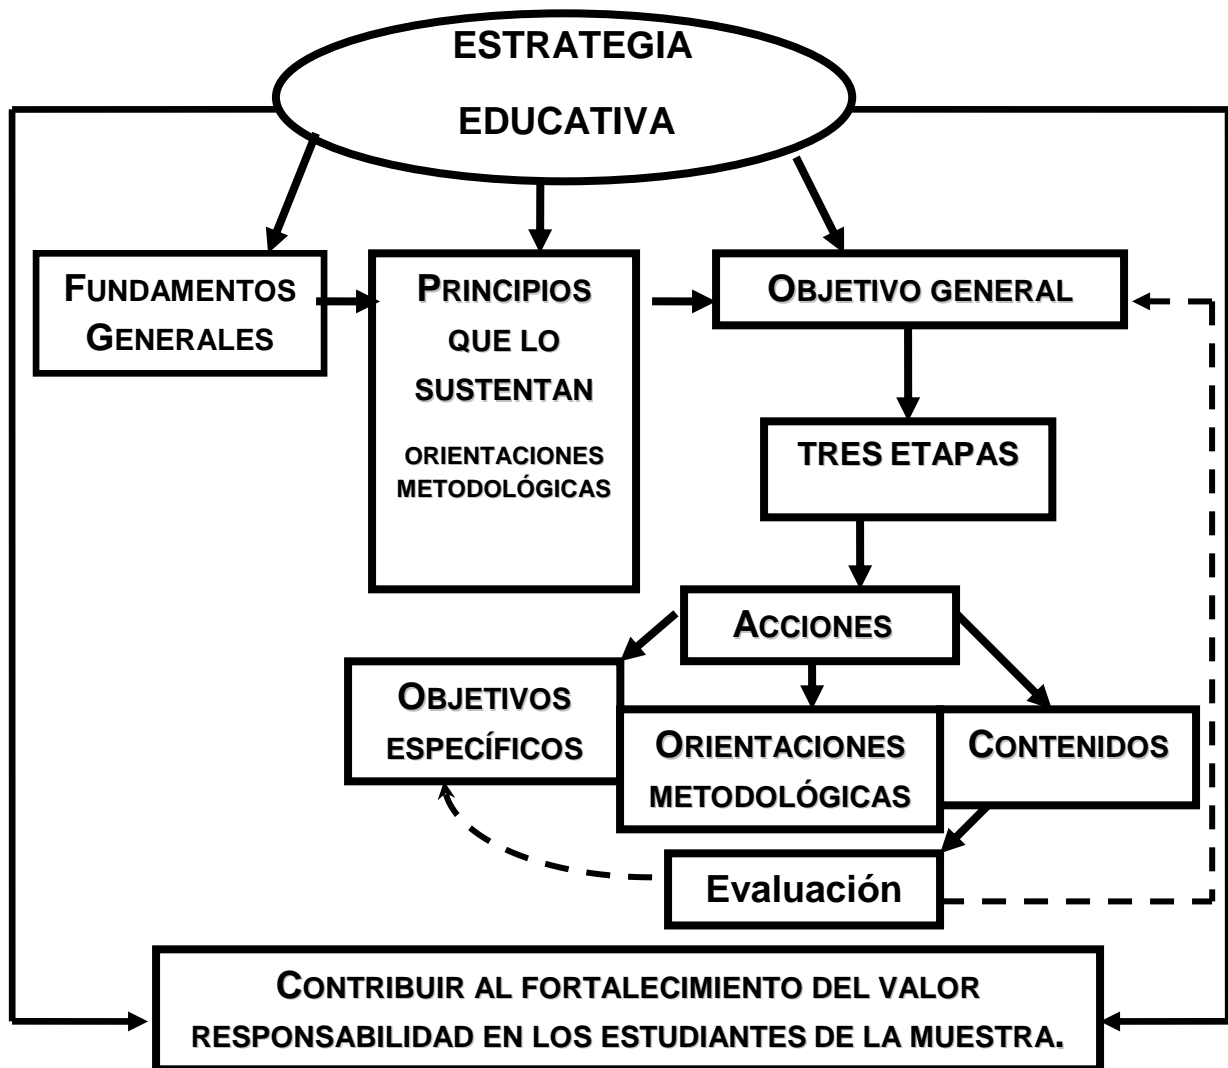 ESTRATEGIA
EDUCATIVA
FUNDAMENTOS
GENERALES
PRINCIPIOS
QUE LO
SUSTENTAN
ORIENTACIONES
METODOLÓGICAS
OBJETIVO GENERAL
TRES ETAPAS
ACCIONES
OBJETIVOS
ESPECÍFICOS
ORIENTACIONES
METODOLÓGICAS
CONTENIDOS
Evaluación
CONTRIBUIR AL FORTALECIMIENTO DEL VALOR
RESPONSABILIDAD EN LOS ESTUDIANTES DE LA MUESTRA.